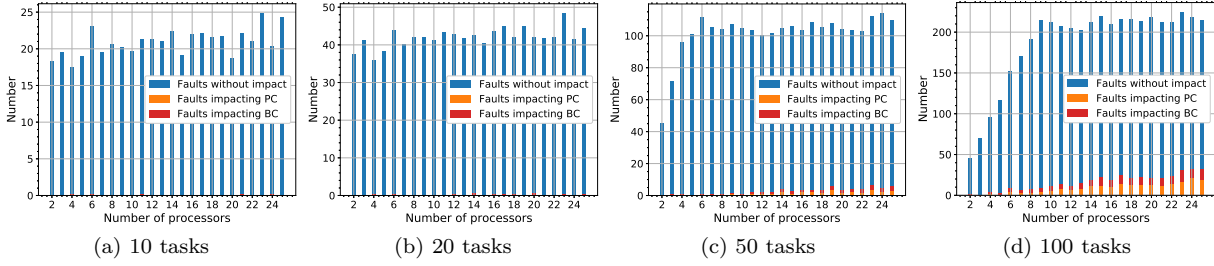 25
20
15
10
5
0
Number
Faults without impact
Faults impacting PC
Faults impacting BC
2 4 6 8 10 12 14 16 18 20 22 24
Number of processors
(a) 10 tasks
50
40
30
20
10
0
Number
Faults without impact
Faults impacting PC
Faults impacting BC
2 4 6 8 10 12 14 16 18 20 22 24
Number of processors
(b) 20 tasks
100
80
60
40
20
0
Number
Faults without impact
Faults impacting PC
Faults impacting BC
2 4 6 8 10 12 14 16 18 20 22 24
Number of processors
(c) 50 tasks
200
150
100
50
0
Number
Faults without impact
Faults impacting PC
Faults impacting BC
2 4 6 8 10 12 14 16 18 20 22 24
Number of processors
(d) 100 tasks